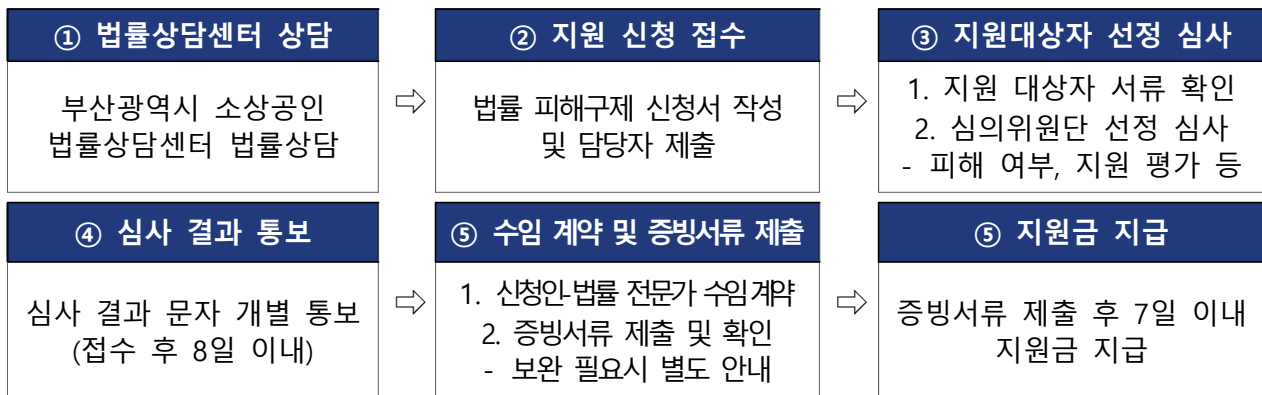 ① 법률상담센터 상담
부산광역시 소상공인
법률상담센터 법률상담
② 지원 신청 접수
법률 피해구제 신청서 작성
및 담당자 제출
③ 지원대상자 선정 심사
1. 지원 대상자 서류 확인
2. 심의위원단 선정 심사
- 피해 여부, 지원 평가 등
④ 심사 결과 통보
심사 결과 문자 개별 통보
(접수 후 8일 이내)
⑤ 수임 계약 및 증빙서류 제출
1. 신청인-법률 전문가 수임계약
2. 증빙서류 제출 및 확인
- 보완 필요시 별도 안내
⑤ 지원금 지급
증빙서류 제출 후 7일 이내
지원금 지급